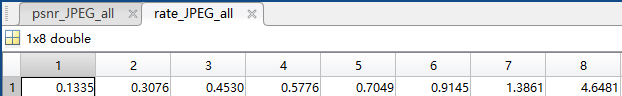 psnr_JPEG_all × rate_JPEG_all ×
1x8 double
1 2 3 4 5 6 7 8
1 0.1335 0.3076 0.4530 0.5776 0.7049 0.9145 1.3861 4.6481